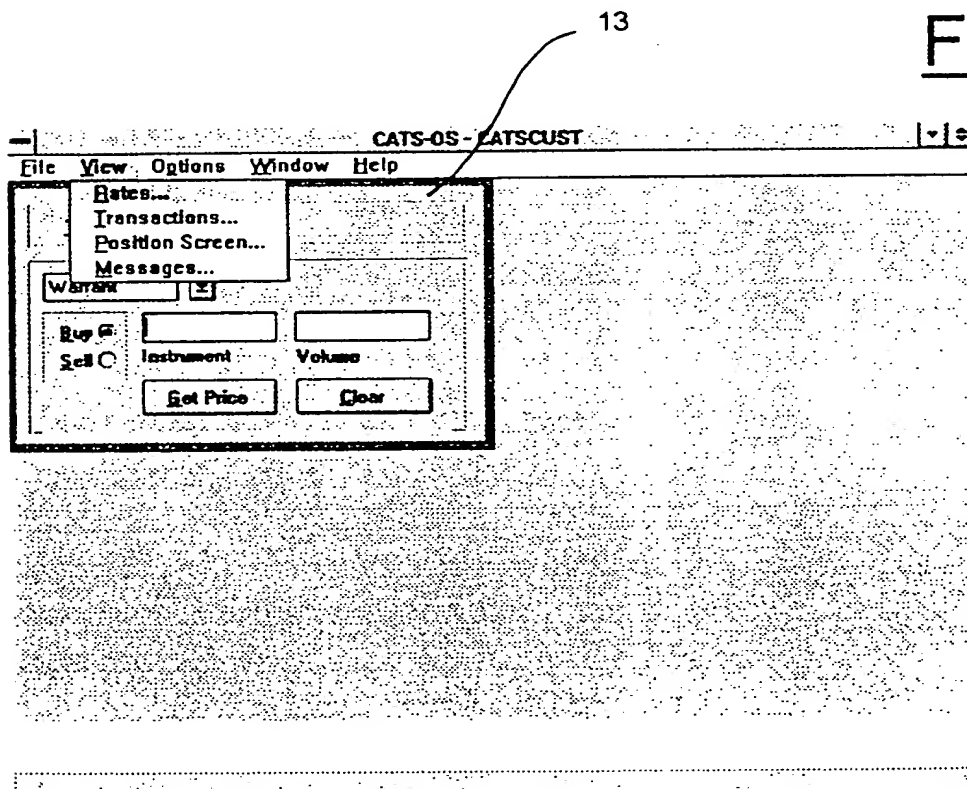 13
F
CATS-OS - CATSCUST
File View Options Window Help
Rates...
Transactions...
Position Screen...
Messages...
Warrant
Buy
Sell Instrument Volume
Get Price Clear